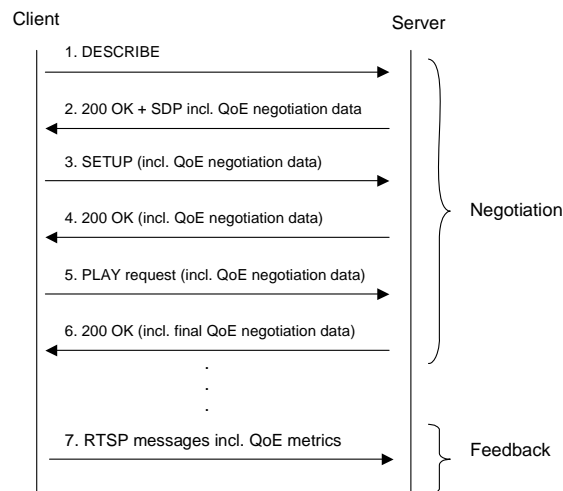 Client
Server
1. DESCRIBE
2. 200 OK + SDP incl. QoE negotiation data
3. SETUP (incl. QoE negotiation data)
4. 200 OK (incl. QoE negotiation data)
Negotiation
5. PLAY request (incl. QoE negotiation data)
6. 200 OK (incl. final QoE negotiation data)
.
.
.
7. RTSP messages incl. QoE metrics
Feedback